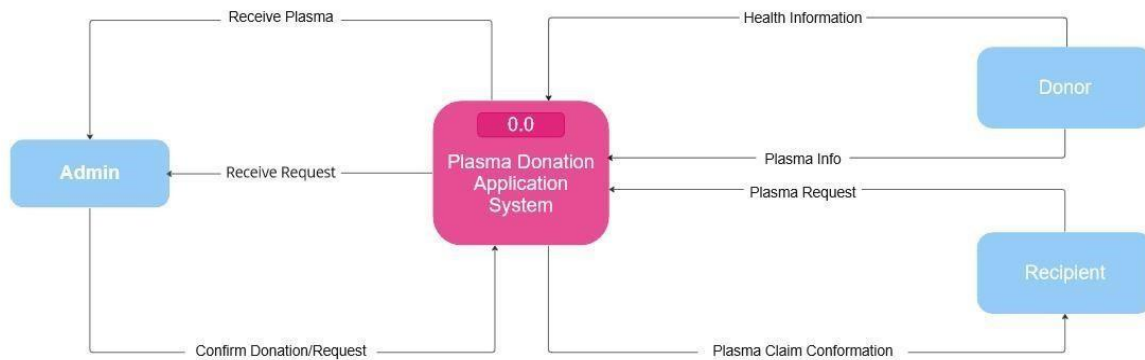 Receive Plasma
Health Information
Donor
0.0
Plasma Donation
Application
System
Plasma Info
Admin
Receive Request
Plasma Request
Recipient
Confirm Donation/Request
Plasma Claim Conformation